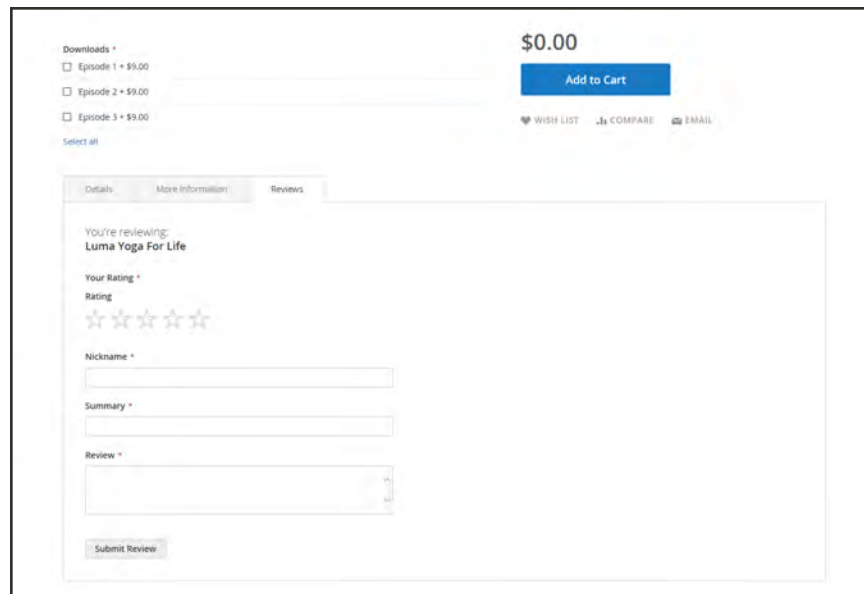 $0.00
Downloads *
Episode 1 + $9.00
Add to Cart
Episode 2 + $9.00
Episode 3 + $9.00
WISH LIST COMPARE EMAIL
Select all
Details More Information Reviews
You're reviewing:
Luma Yoga For Life
Your Rating *
Rating
Nickname *
Summary *
Review *
Submit Review